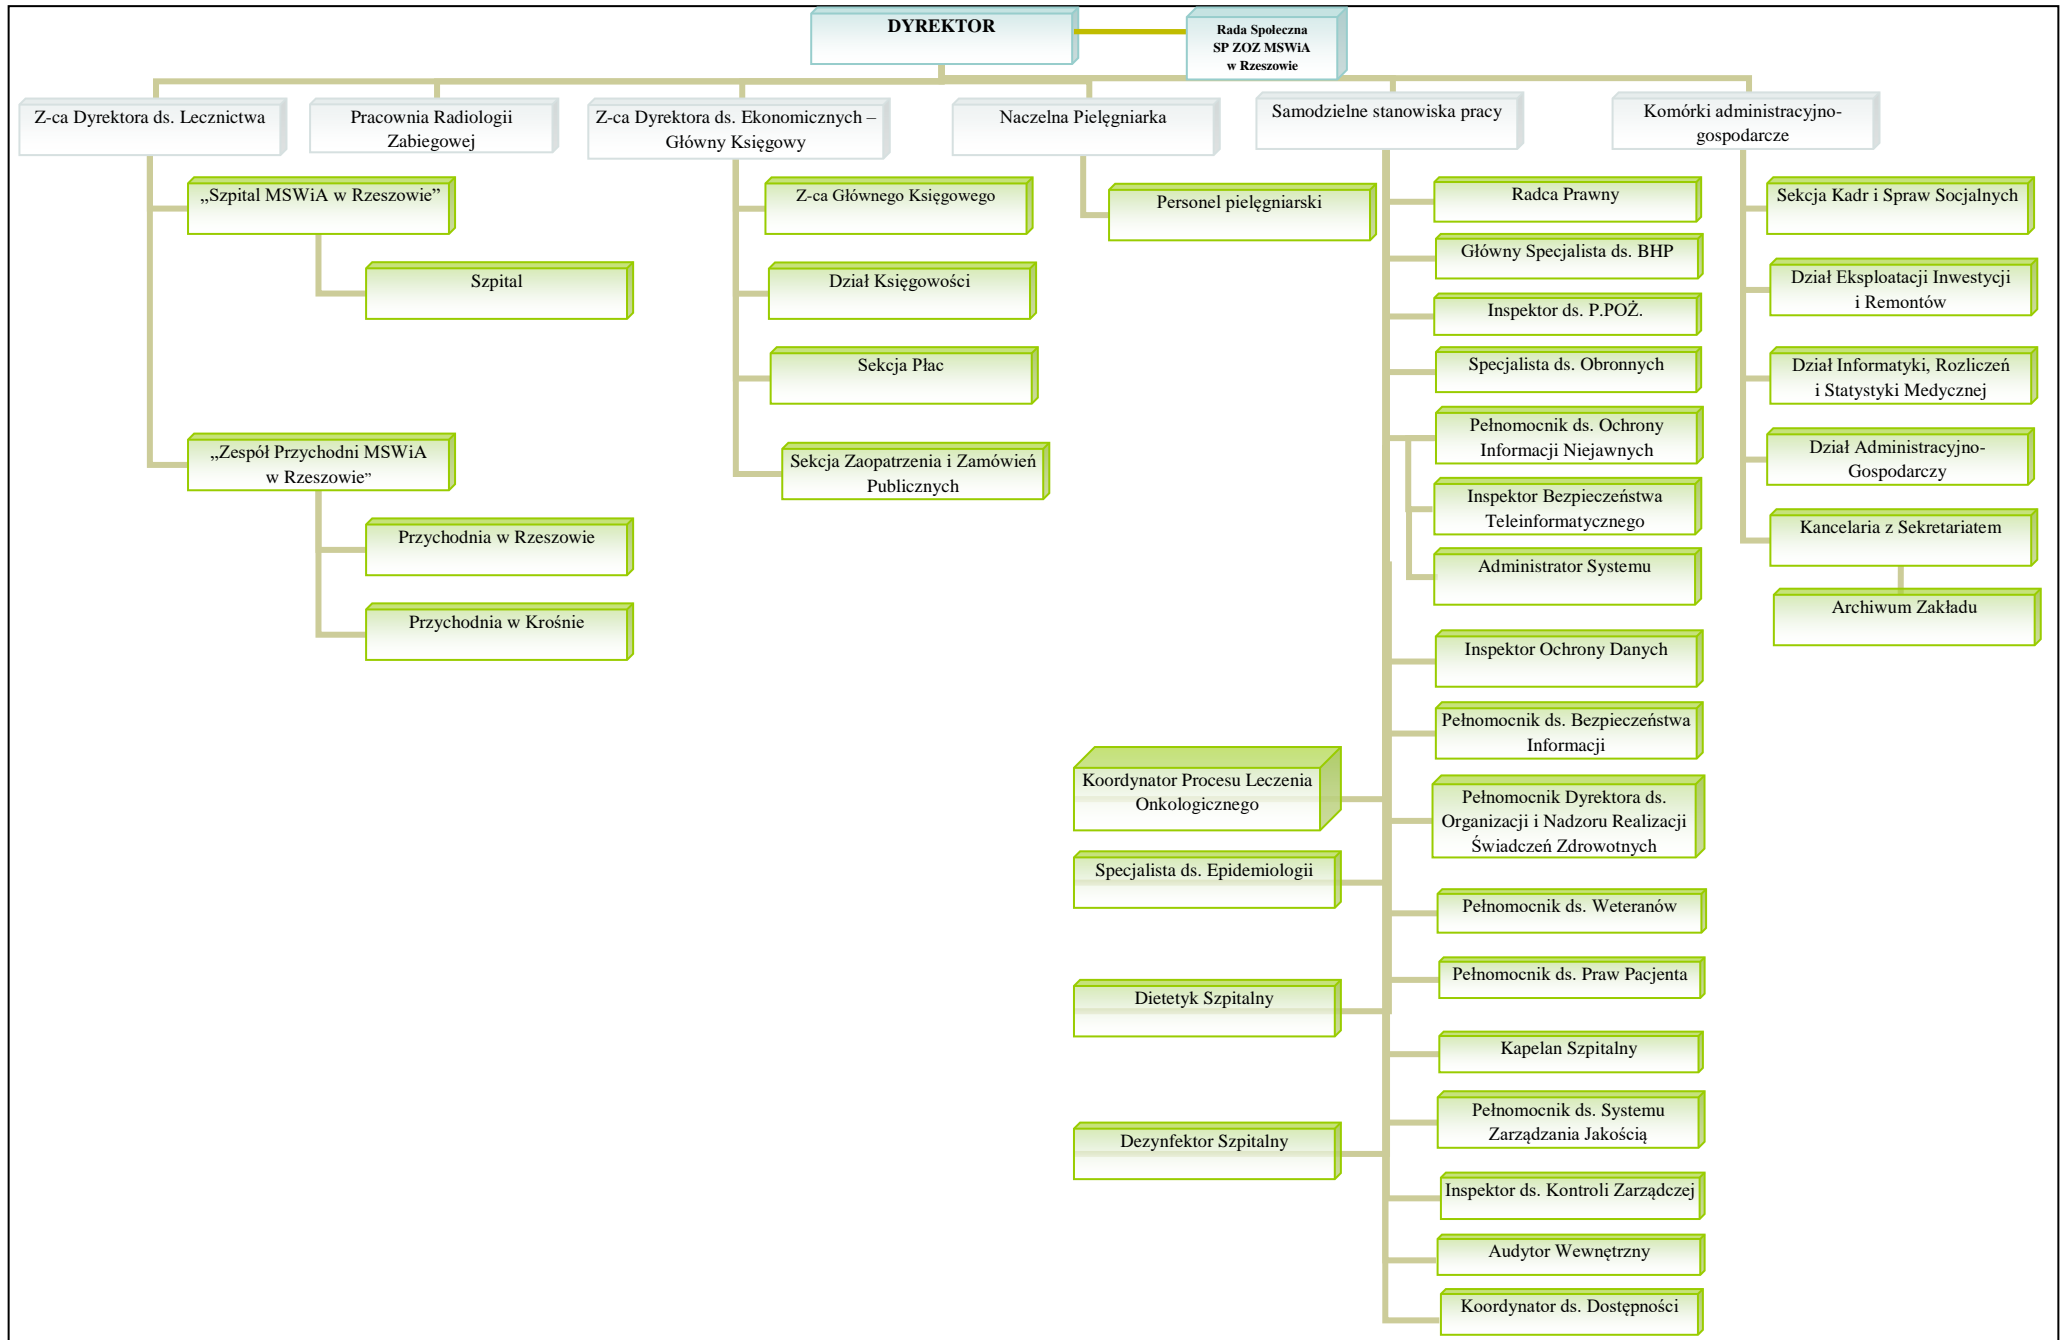 DYREKTOR
Rada Społeczna
SP ZOZ MSWiA
w Rzeszowie
Z-ca Dyrektora ds. Lecznictwa
Pracownia Radiologii
Zabiegowej
Z-ca Dyrektora ds. Ekonomicznych –
Główny Księgowy
Naczelna Pielęgniarka
Samodzielne stanowiska pracy
Komórki administracyjno-
gospodarcze
„Szpital MSWiA w Rzeszowie”
Szpital
„Zespół Przychodni MSWiA
w Rzeszowie”
Przychodnia w Rzeszowie
Przychodnia w Krośnie
Z-ca Głównego Księgowego
Dział Księgowości
Sekcja Płac
Sekcja Zaopatrzenia i Zamówień
Publicznych
Personel pielęgniarski
Radca Prawny
Główny Specjalista ds. BHP
Inspektor ds. P.POŻ.
Specjalista ds. Obronnych
Pełnomocnik ds. Ochrony
Informacji Niejawnych
Inspektor Bezpieczeństwa
Teleinformatycznego
Administrator Systemu
Inspektor Ochrony Danych
Pełnomocnik ds. Bezpieczeństwa
Informacji
Pełnomocnik Dyrektora ds.
Organizacji i Nadzoru Realizacji
Świadczeń Zdrowotnych
Pełnomocnik ds. Weteranów
Pełnomocnik ds. Praw Pacjenta
Kapelan Szpitalny
Pełnomocnik ds. Systemu
Zarządzania Jakością
Inspektor ds. Kontroli Zarządczej
Audytor Wewnętrzny
Koordynator ds. Dostępności
Koordynator Procesu Leczenia
Onkologicznego
Specjalista ds. Epidemiologii
Dietetyk Szpitalny
Dezynfektor Szpitalny
Sekcja Kadr i Spraw Socjalnych
Dział Eksploatacji Inwestycji
i Remontów
Dział Informatyki, Rozliczeń
i Statystyki Medycznej
Dział Administracyjno-
Gospodarczy
Kancelaria z Sekretariatem
Archiwum Zakładu